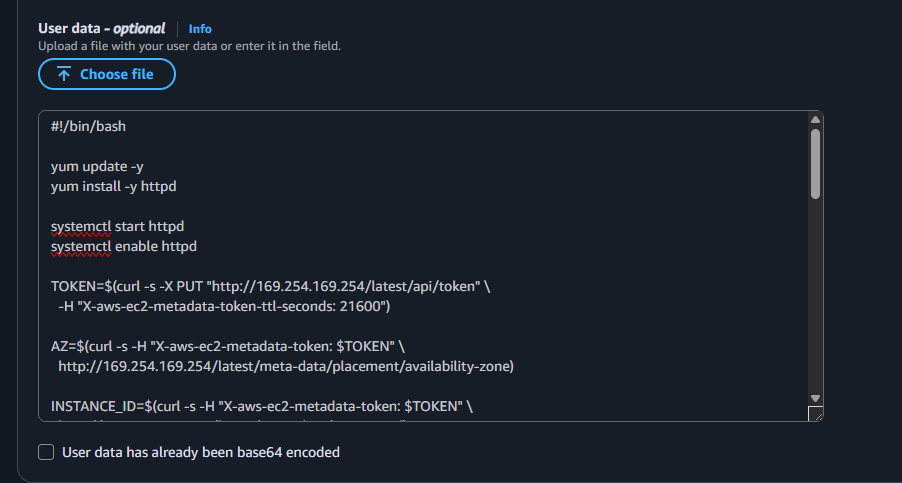 User data - optional Info
Upload a file with your user data or enter it in the field.
Choose file
#!/bin/bash
yum update -y
yum install -y httpd
systemctl start httpd
systemctl enable httpd
TOKEN=$(curl -s -X PUT "http://169.254.169.254/latest/api/token" \
-H "X-aws-ec2-metadata-token-ttl-seconds: 21600")
AZ=$(curl -s -H "X-aws-ec2-metadata-token: $TOKEN" \
http://169.254.169.254/latest/meta-data/placement/availability-zone)
INSTANCE_ID=$(curl -s -H "X-aws-ec2-metadata-token: $TOKEN" \
User data has already been base64 encoded